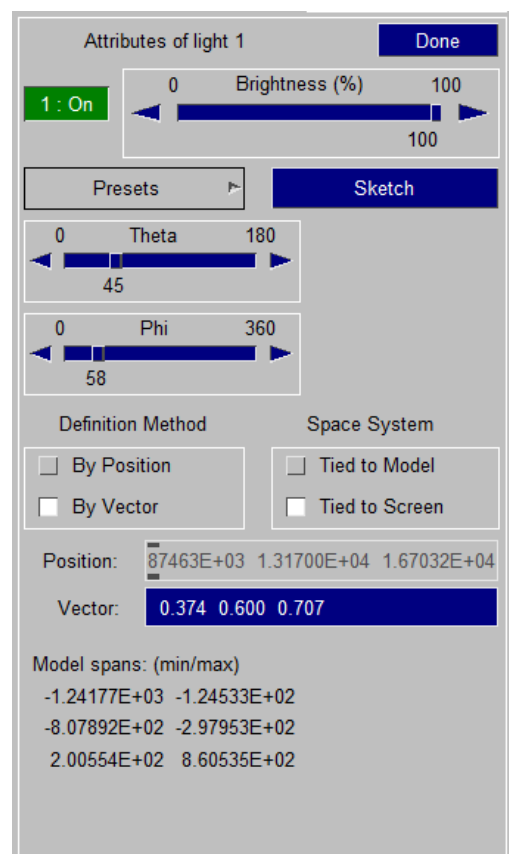 Attributes of light 1 Done
0 Brightness (%) 100
1 : On
100
Presets Sketch
0 Theta 180
45
0 Phi 360
58
Definition Method Space System
By Position Tied to Model
By Vector Tied to Screen
Position: 87463E+03 1.31700E+04 1.67032E+04
Vector: 0.374 0.600 0.707
Model spans: (min/max)
-1.24177E+03 -1.24533E+02
-8.07892E+02 -2.97953E+02
2.00554E+02 8.60535E+02